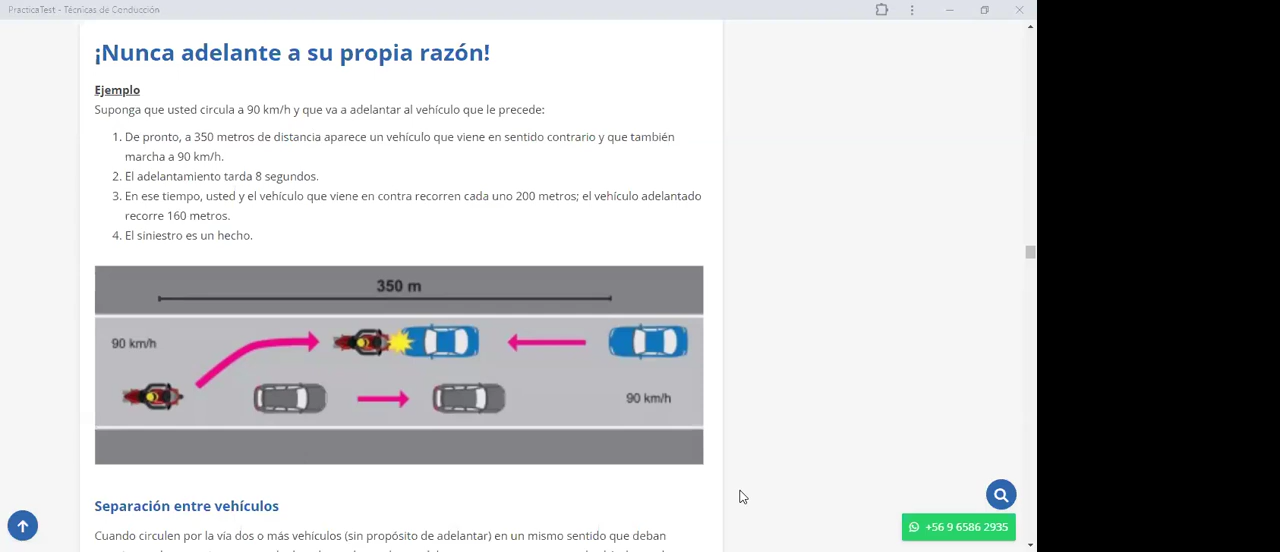 PracticaTest - Técnicas de Conducción
¡Nunca adelante a su propia razón!
Ejemplo
Suponga que usted circula a 90 km/h y que va a adelantar al vehículo que le precede:
1. De pronto, a 350 metros de distancia aparece un vehículo que viene en sentido contrario y que también
marcha a 90 km/h.
2. El adelantamiento tarda 8 segundos.
3. En ese tiempo, usted y el vehículo que viene en contra recorren cada uno 200 metros; el vehículo adelantado
recorre 160 metros.
4. El siniestro es un hecho.
350 m
90 km/h
90 km/h
Separación entre vehículos
+56 9 6586 2935
Cuando circulen por la vía dos o más vehículos (sin propósito de adelantar) en un mismo sentido que deban